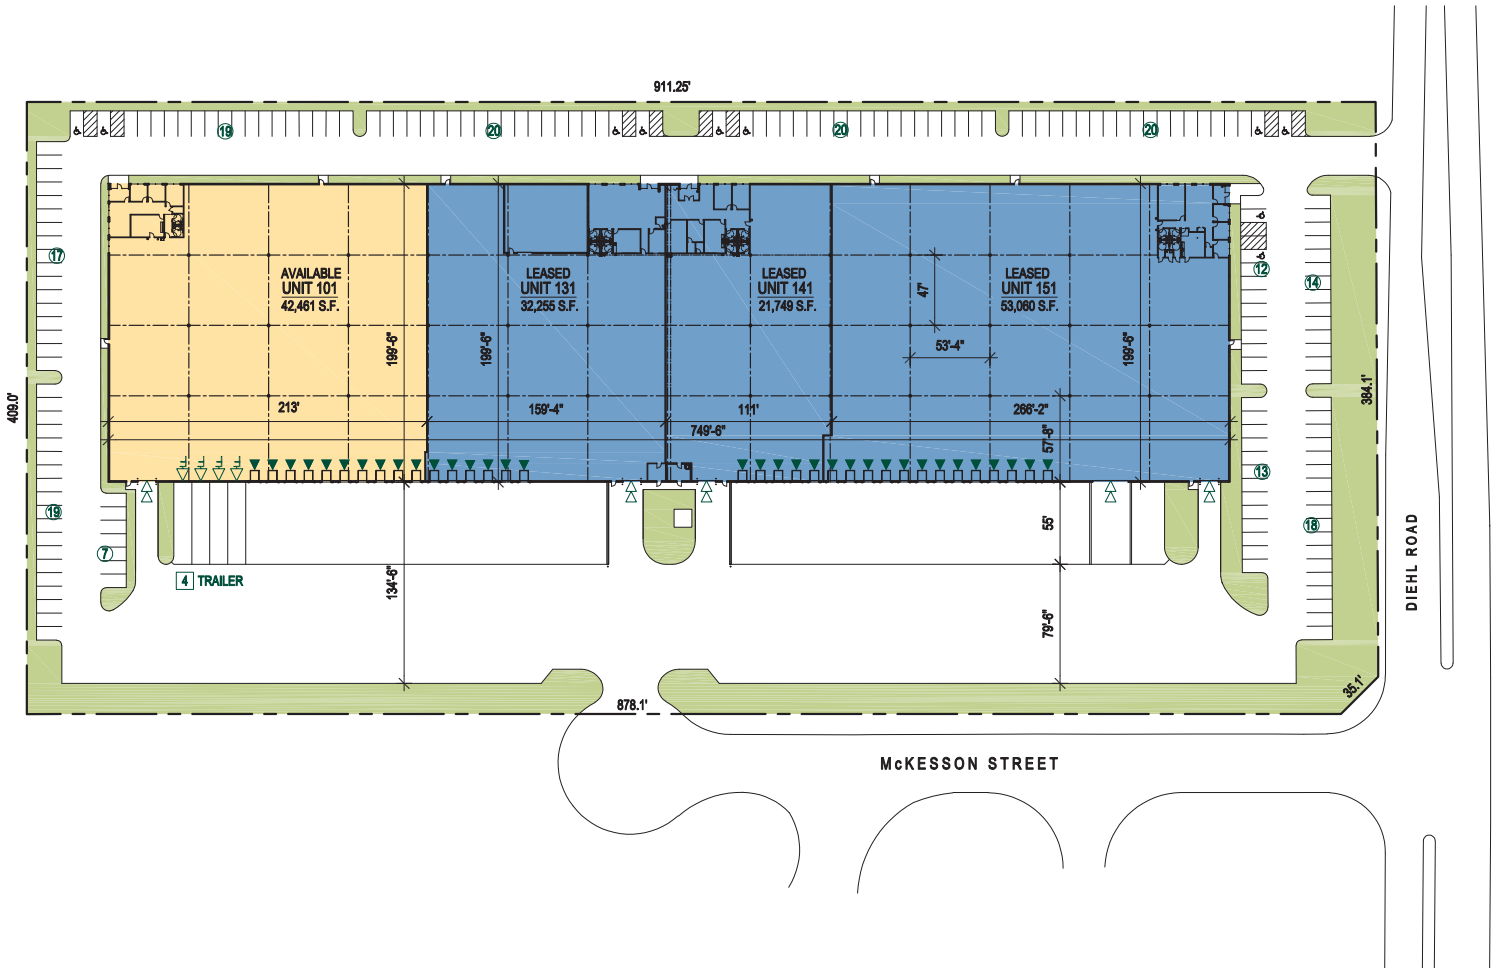 911.25'
19
20
20
20
17
12
14
AVAILABLE
UNIT 101
42,461 S.F.
LEASED
UNIT 131
32,255 S.F.
LEASED
UNIT 141
21,749 S.F.
LEASED
UNIT 151
53,060 S.F.
47'
53'-4"
199'-6"
199'-6"
199'-6"
409.0'
384.1'
213'
159'-4"
111'
266'-2"
749'-6"
57'-8"
13
19
7
18
55'
4 TRAILER
134'-6"
79'-6"
DIEHL ROAD
35.1'
878.1'
McKESSON STREET